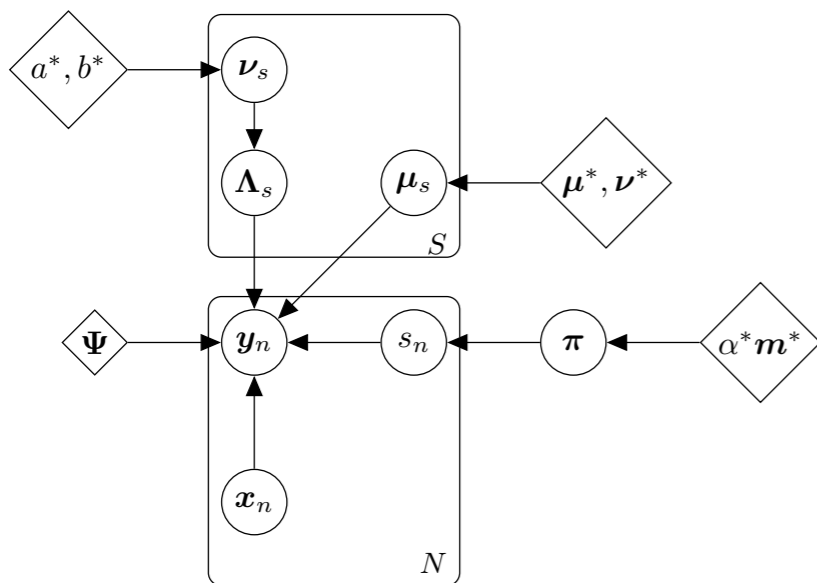 a*, b*
ν_s
Λ_s
μ_s
μ*, ν*
S
Ψ
y_n
s_n
π
α*m*
x_n
N